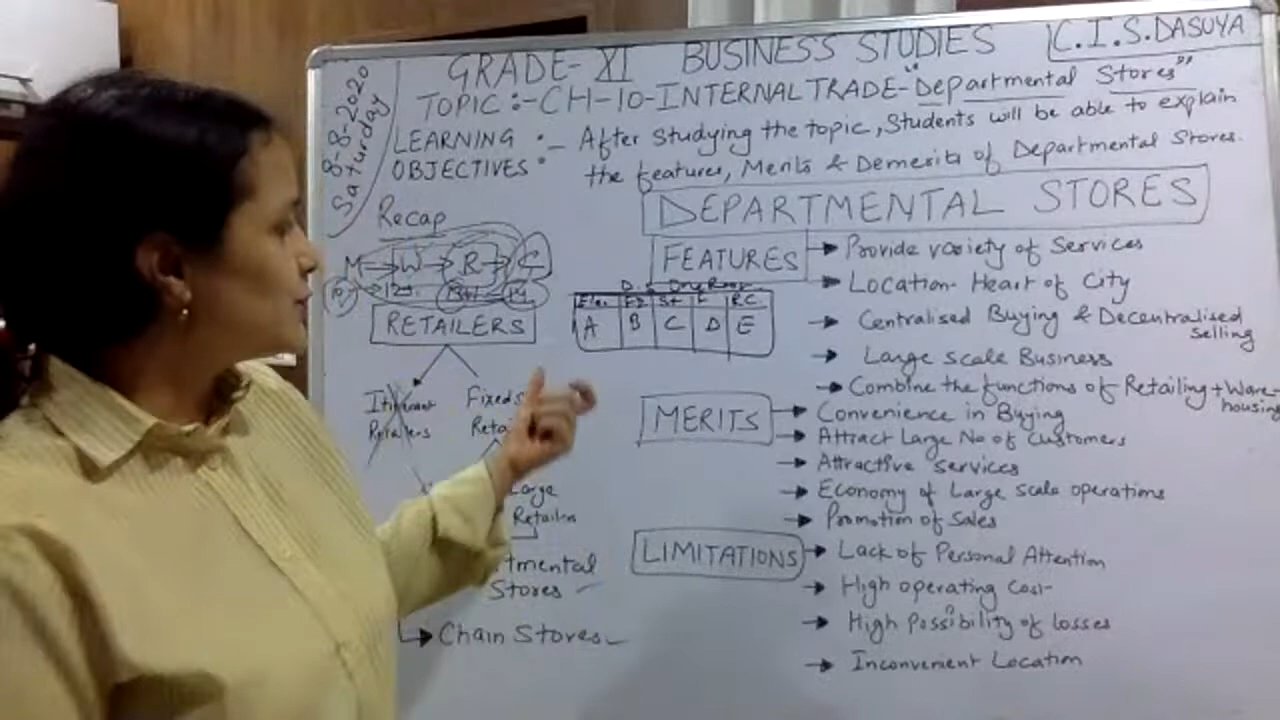 8-8-2020
Saturday
GRADE- XI BUSINESS STUDIES
C.I.S.DASUYA
TOPIC :- CH-10-INTERNAL TRADE-"Departmental Stores"
LEARNING OBJECTIVES :- After studying the topic, Students will be able to explain
the features, Merits & Demerits of Departmental Stores.
Recap
M → W → R → C
RETAILERS
Itinerant
Retailers
Fixed
Large
Retailers
tmental
Stores
Chain Stores
A B C D E
DEPARTMENTAL STORES
FEATURES
→ Provide variety of Services
→ Location- Heart of City
→ Centralised Buying & Decentralised
selling
→ Large scale Business
→ Combine the functions of Retailing + Ware-
housing
MERITS
→ Convenience in Buying
→ Attract Large No of customers
→ Attractive services
→ Economy of Large scale operations
→ Promotion of Sales
LIMITATIONS
→ Lack of Personal Attention
→ High operating Cost
→ High Possibility of losses
→ Inconvenient Location